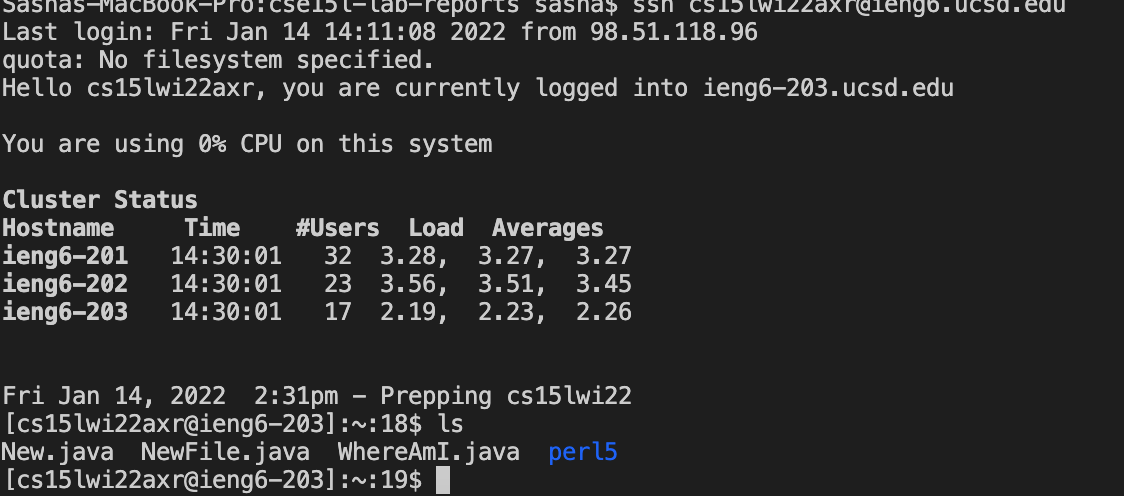 Sashas-MacBook-Pro:cse15l-lab-reports sasha$ ssh cs15lwi22axr@ieng6.ucsd.edu
Last login: Fri Jan 14 14:11:08 2022 from 98.51.118.96
quota: No filesystem specified.
Hello cs15lwi22axr, you are currently logged into ieng6-203.ucsd.edu
You are using 0% CPU on this system
Cluster Status
Hostname     Time    #Users  Load  Averages
ieng6-201   14:30:01   32  3.28,  3.27,  3.27
ieng6-202   14:30:01   23  3.56,  3.51,  3.45
ieng6-203   14:30:01   17  2.19,  2.23,  2.26
Fri Jan 14, 2022  2:31pm - Prepping cs15lwi22
[cs15lwi22axr@ieng6-203]:~:18$ ls
New.java  NewFile.java  WhereAmI.java  perl5
[cs15lwi22axr@ieng6-203]:~:19$